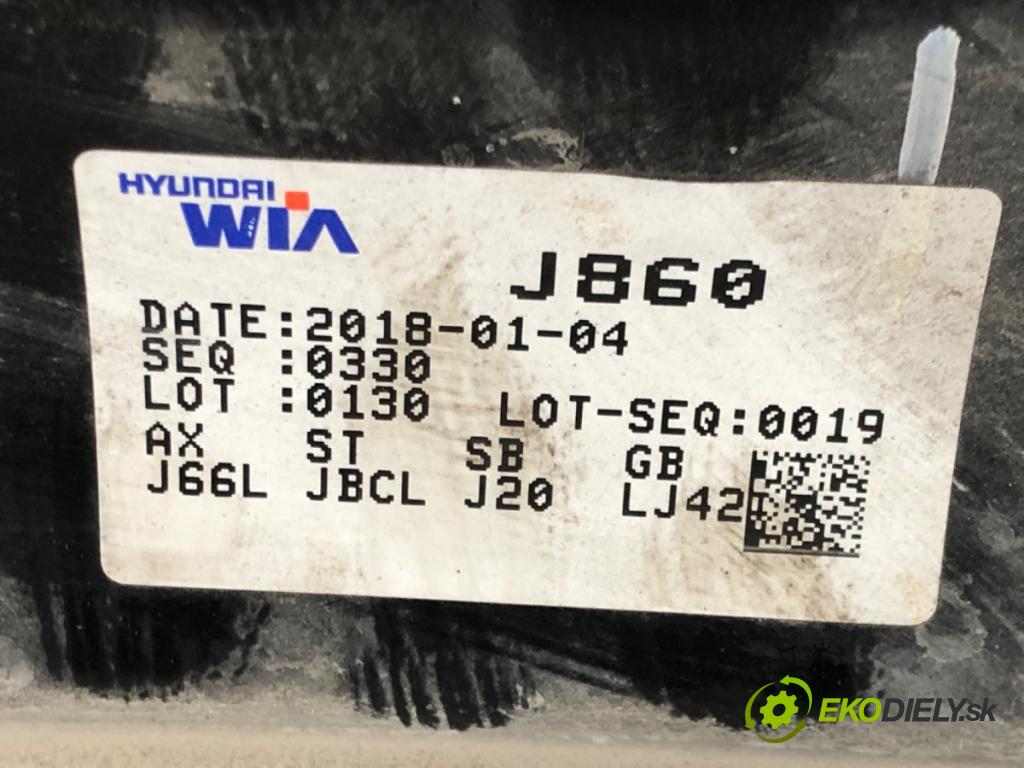 HYUNDAI
WIA
J860
DATE:2018-01-04
SEQ :0330
LOT :0130 LOT-SEQ:0019
AX ST SB GB
J66L JBCL J20 LJ42
EKODIELY.sk